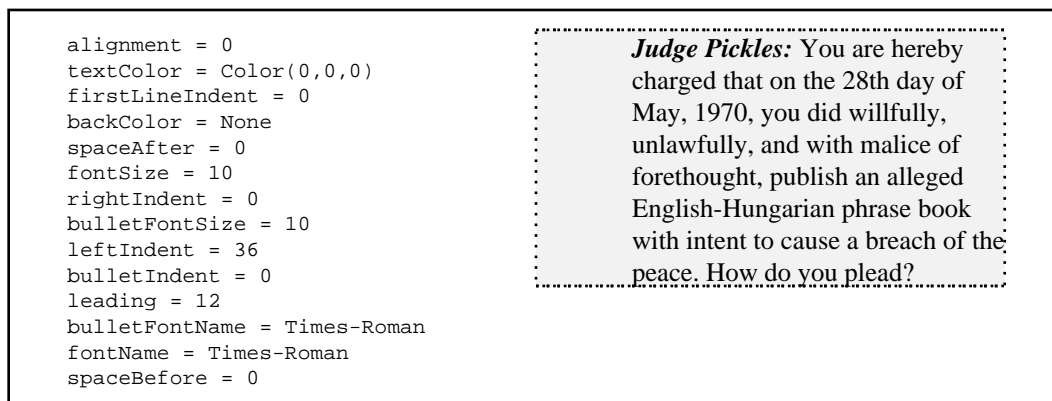 alignment = 0
textColor = Color(0,0,0)
firstLineIndent = 0
backColor = None
spaceAfter = 0
fontSize = 10
rightIndent = 0
bulletFontSize = 10
leftIndent = 36
bulletIndent = 0
leading = 12
bulletFontName = Times-Roman
fontName = Times-Roman
spaceBefore = 0
Judge Pickles: You are hereby
charged that on the 28th day of
May, 1970, you did willfully,
unlawfully, and with malice of
forethought, publish an alleged
English-Hungarian phrase book
with intent to cause a breach of the
peace. How do you plead?